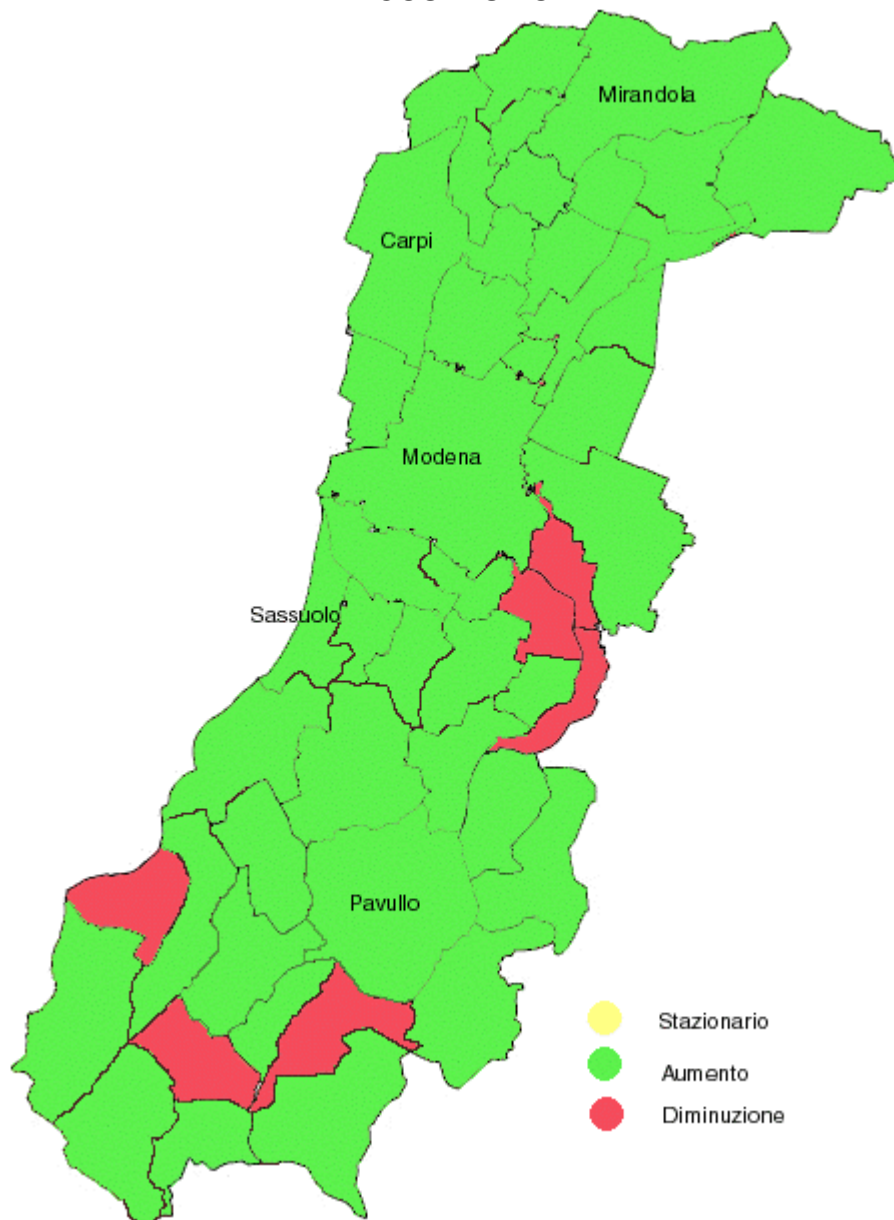 Mirandola
Carpi
Modena
Sassuolo
Pavullo
Stazionario
Aumento
Diminuzione